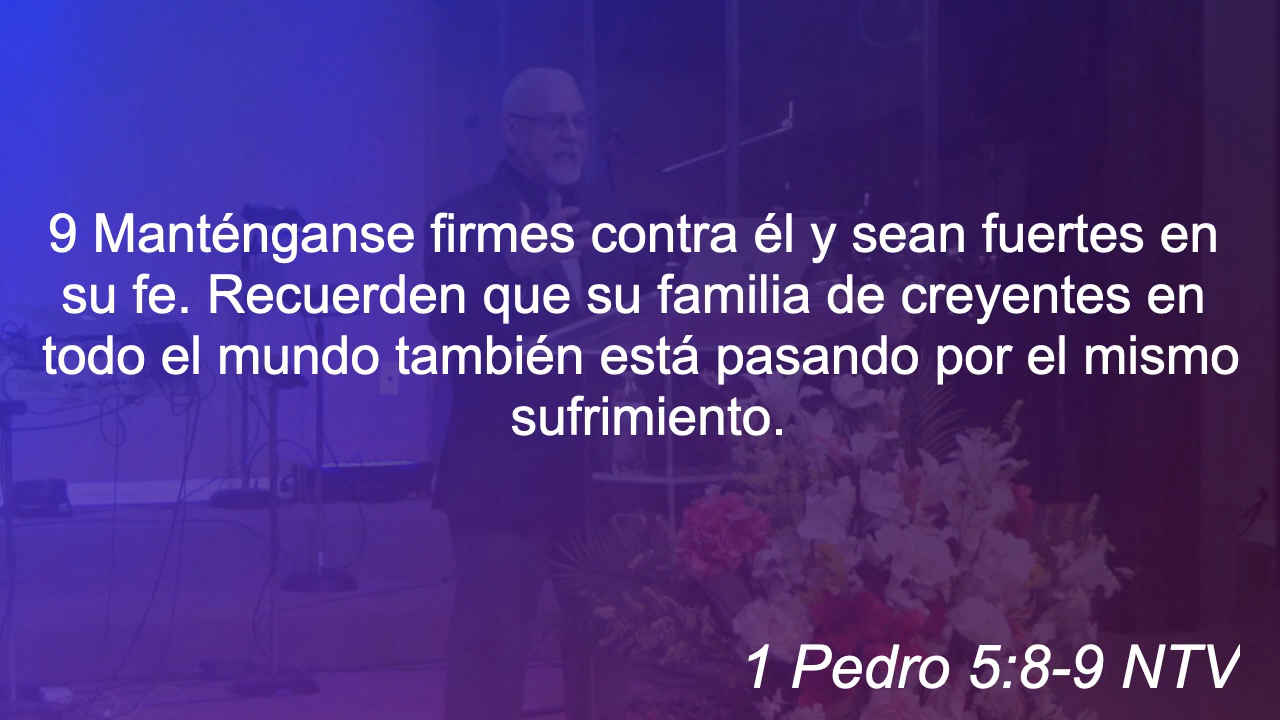 9 Manténganse firmes contra él y sean fuertes en
su fe. Recuerden que su familia de creyentes en
todo el mundo también está pasando por el mismo
sufrimiento.
1 Pedro 5:8-9 NTV